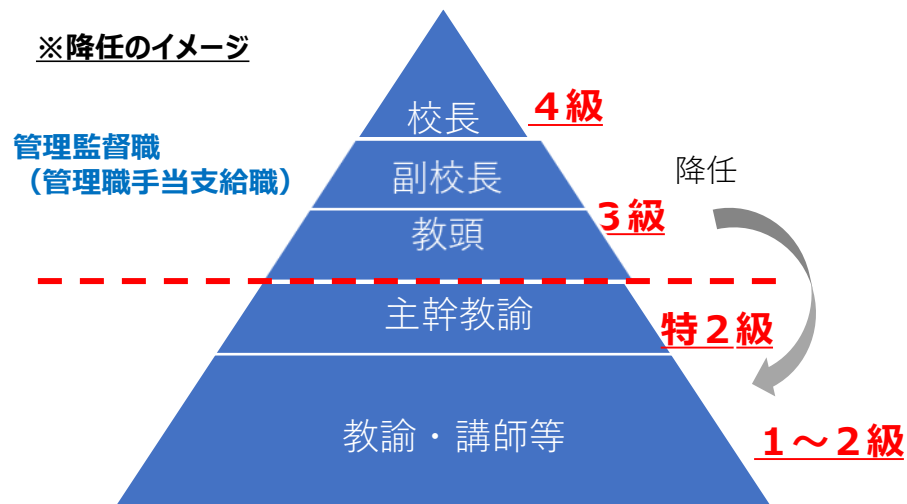 ※降任のイメージ
校長
４級
管理監督職
（管理職手当支給職）
副校長
降任
３級
教頭
主幹教諭
特２級
教諭・講師等
１～２級